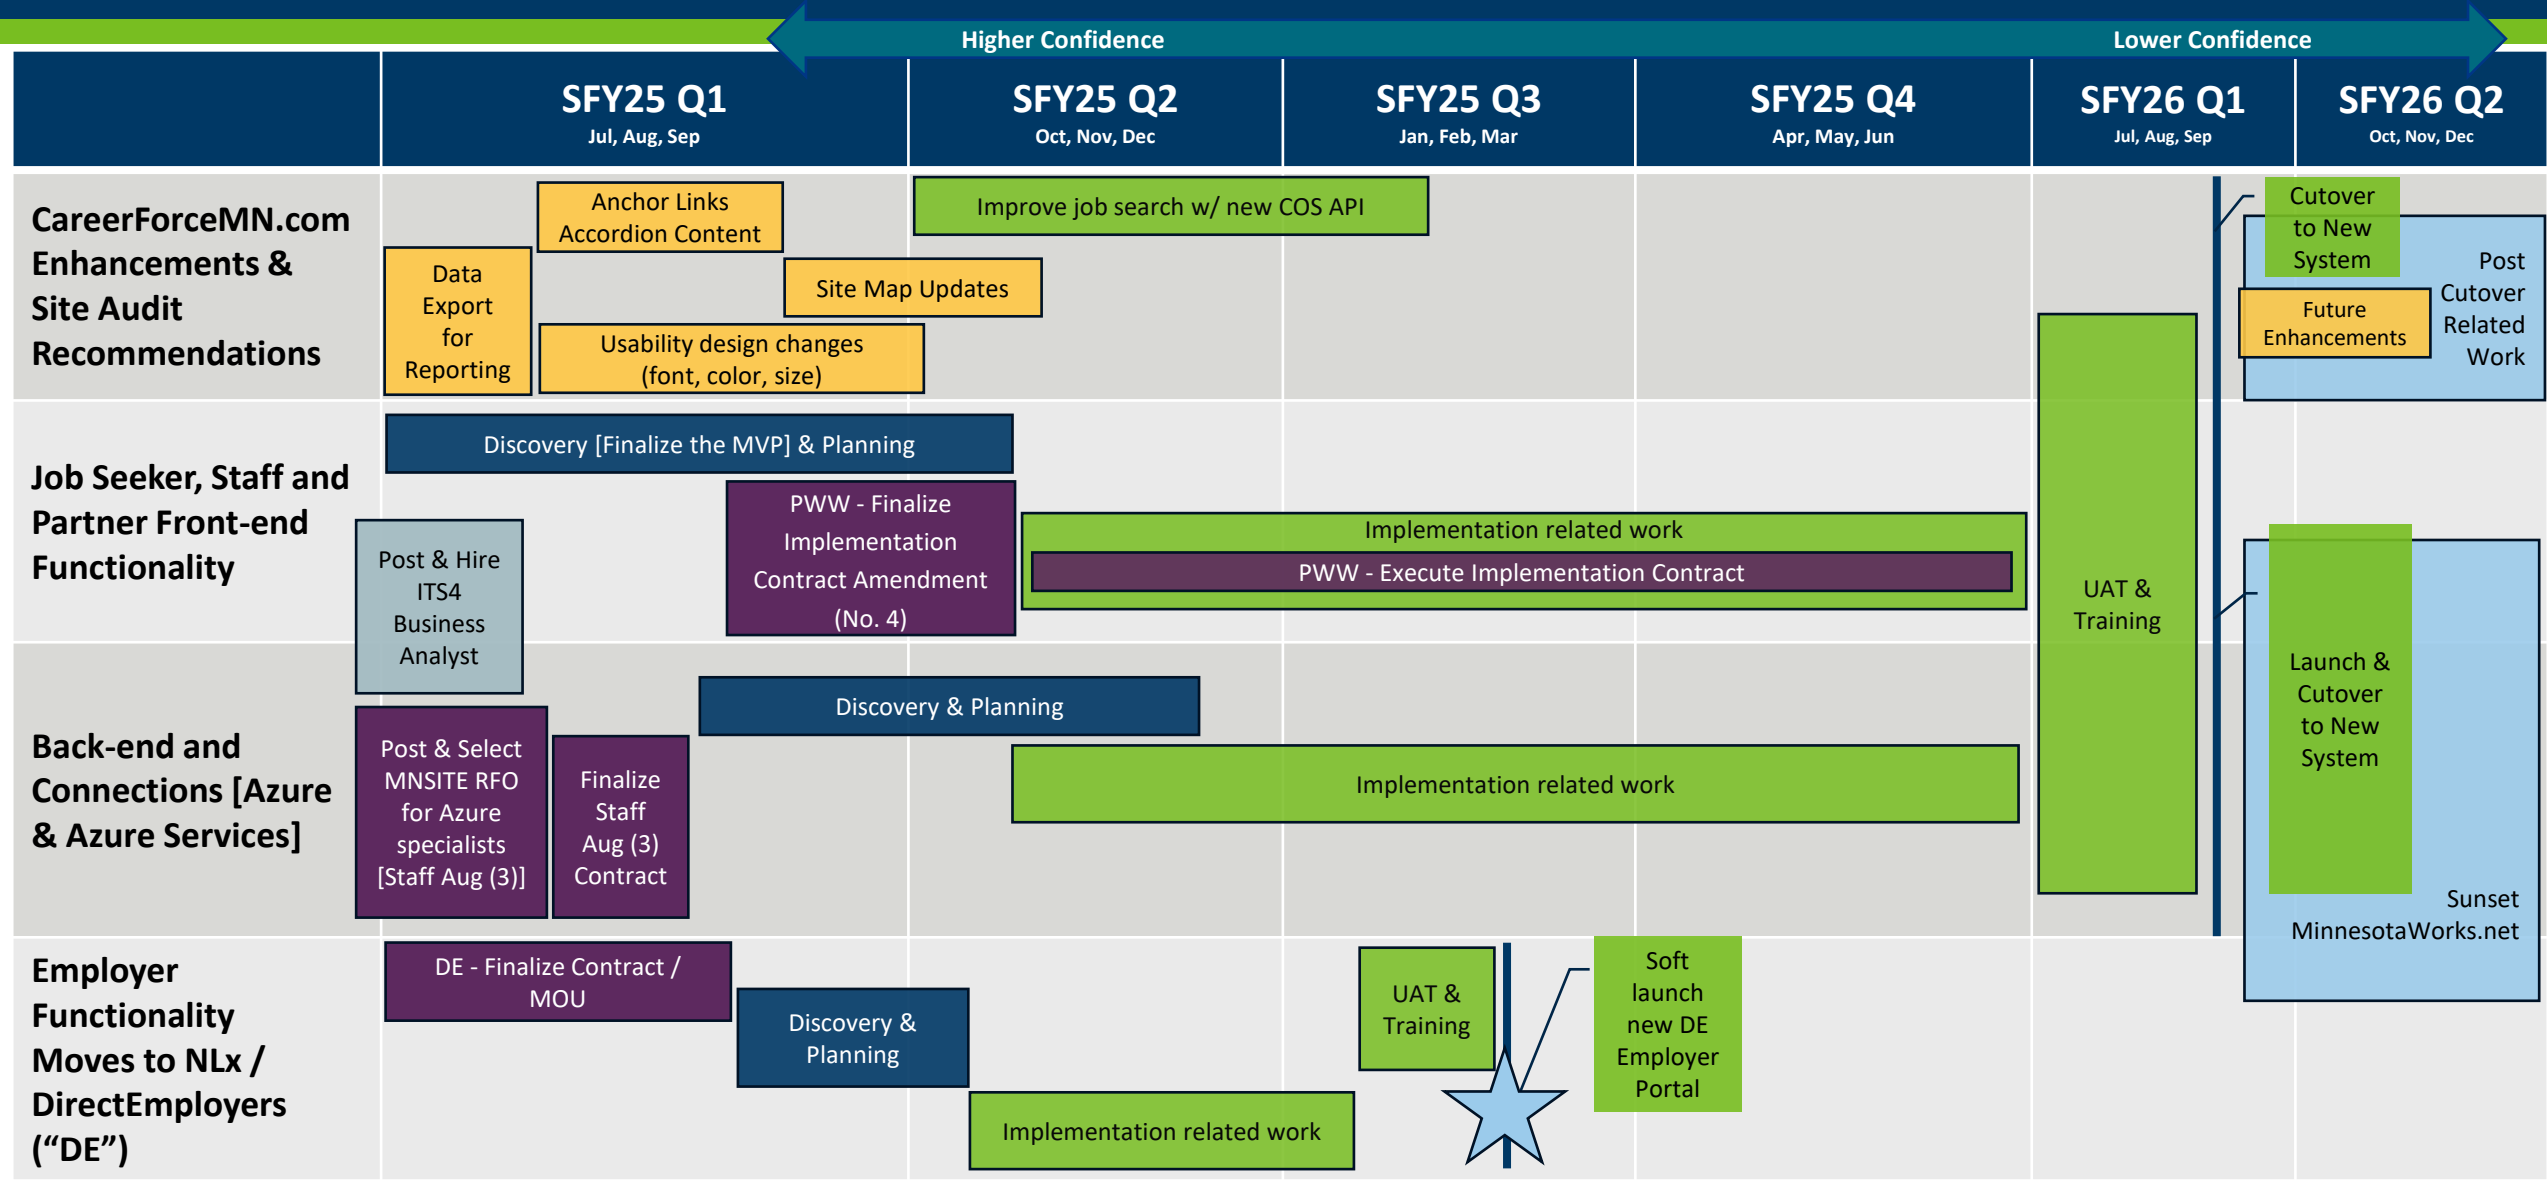 Higher Confidence
Lower Confidence
SFY25 Q1
Jul, Aug, Sep
SFY25 Q2
Oct, Nov, Dec
SFY25 Q3
Jan, Feb, Mar
SFY25 Q4
Apr, May, Jun
SFY26 Q1
Jul, Aug, Sep
SFY26 Q2
Oct, Nov, Dec
CareerForceMN.com
Enhancements &
Site Audit
Recommendations
Data
Export
for
Reporting
Anchor Links
Accordion Content
Site Map Updates
Usability design changes
(font, color, size)
Improve job search w/ new COS API
Cutover
to New
System
Post
Cutover
Related
Work
Future
Enhancements
Job Seeker, Staff and
Partner Front-end
Functionality
Discovery [Finalize the MVP] & Planning
Post & Hire
ITS4
Business
Analyst
PWW - Finalize
Implementation
Contract Amendment
(No. 4)
Implementation related work
PWW - Execute Implementation Contract
UAT &
Training
Launch &
Cutover
to New
System
Sunset
MinnesotaWorks.net
Back-end and
Connections [Azure
& Azure Services]
Post & Select
MNSITE RFO
for Azure
specialists
[Staff Aug (3)]
Finalize
Staff
Aug (3)
Contract
Discovery & Planning
Implementation related work
Employer
Functionality
Moves to NLx /
DirectEmployers
(“DE”)
DE - Finalize Contract /
MOU
Discovery &
Planning
Implementation related work
UAT &
Training
Soft
launch
new DE
Employer
Portal